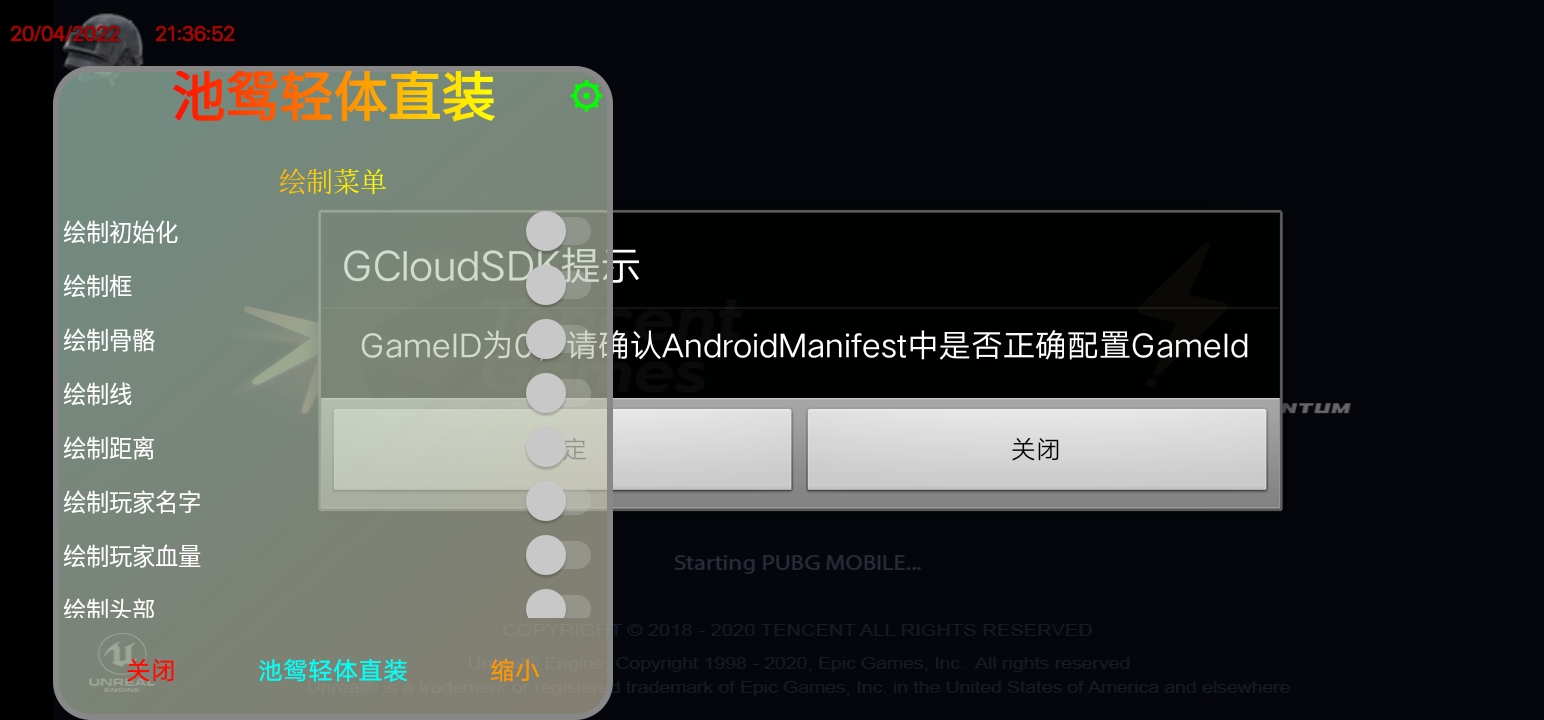 20/04/2022 21:36:52
池鸳轻体直装
绘制菜单
绘制初始化
绘制框
绘制骨骼
绘制线
绘制距离
绘制玩家名字
绘制玩家血量
绘制头部
关闭 池鸳轻体直装 缩小
GCloudSDK提示
GameID为0，请确认AndroidManifest中是否正确配置GameId
定 关闭
Tencent
Games
NTUM
Starting PUBG MOBILE...
COPYRIGHT © 2018 - 2020 TENCENT ALL RIGHTS RESERVED
Unreal Engine, Copyright 1998 - 2020, Epic Games, Inc. All rights reserved
Unreal® is a trademark or registered trademark of Epic Games, Inc. in the United States of America and elsewhere
UNREAL
ENGINE